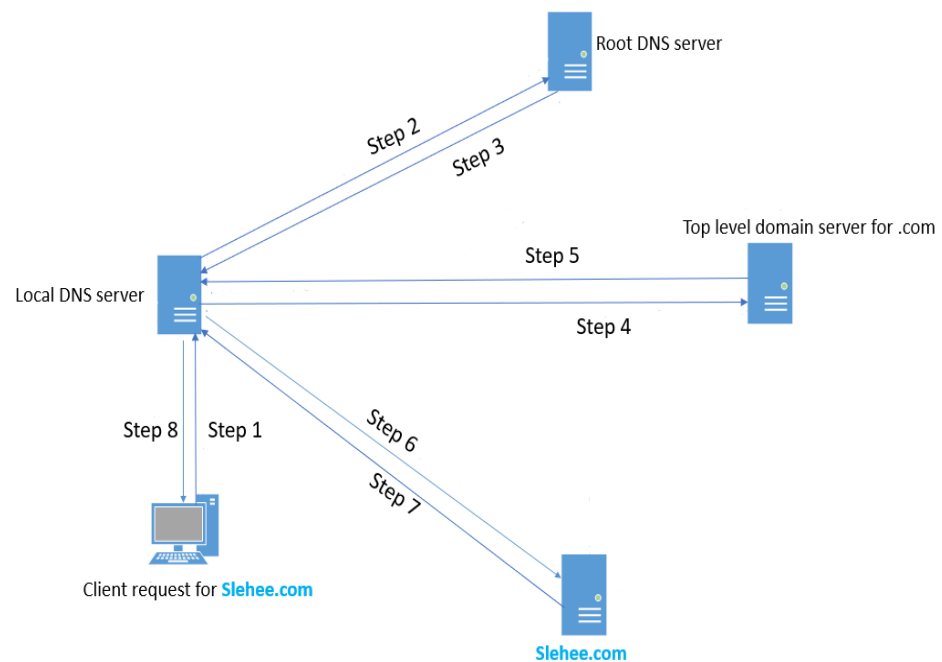 Root DNS server
Step 2
Step 3
Top level domain server for .com
Step 5
Local DNS server
Step 4
Step 8
Step 1
Step 6
Step 7
Client request for Slehee.com
Slehee.com